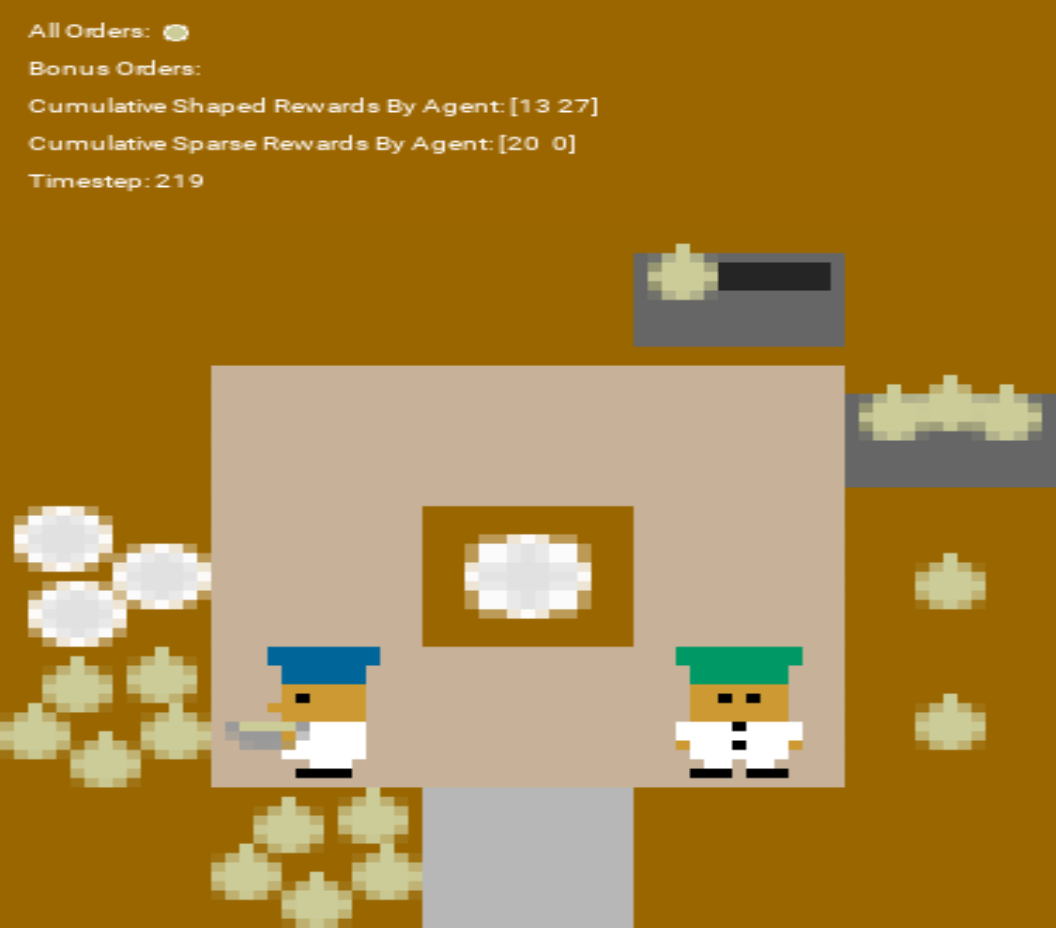 All Orders:
Bonus Orders:
Cumulative Shaped Rewards By Agent: [13 27]
Cumulative Sparse Rewards By Agent: [20  0]
Timestep: 219